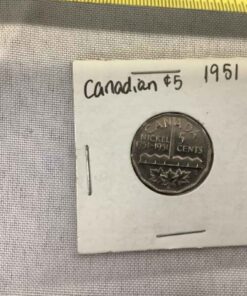 Canadian ¢5 1951
CANADA
NICKEL 5
1751-1951 CENTS